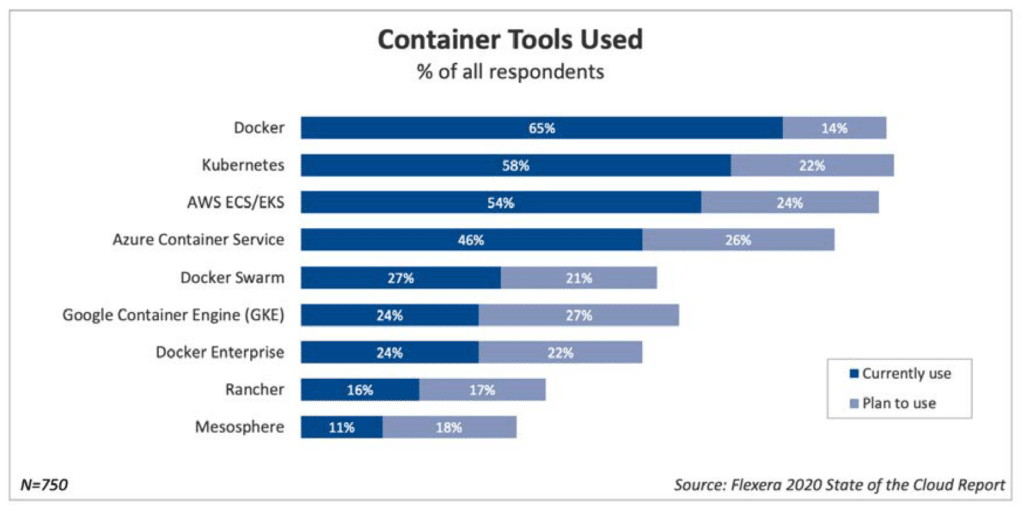 Container Tools Used
% of all respondents
Docker 65% 14%
Kubernetes 58% 22%
AWS ECS/EKS 54% 24%
Azure Container Service 46% 26%
Docker Swarm 27% 21%
Google Container Engine (GKE) 24% 27%
Docker Enterprise 24% 22%
Rancher 16% 17%
Mesosphere 11% 18%
Currently use
Plan to use
N=750
Source: Flexera 2020 State of the Cloud Report